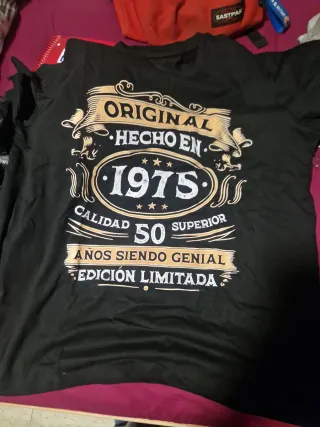 EASTPAK
ORIGINAL
HECHO EN
1975
CALIDAD SUPERIOR
50
AÑOS SIENDO GENIAL
EDICIÓN LIMITADA